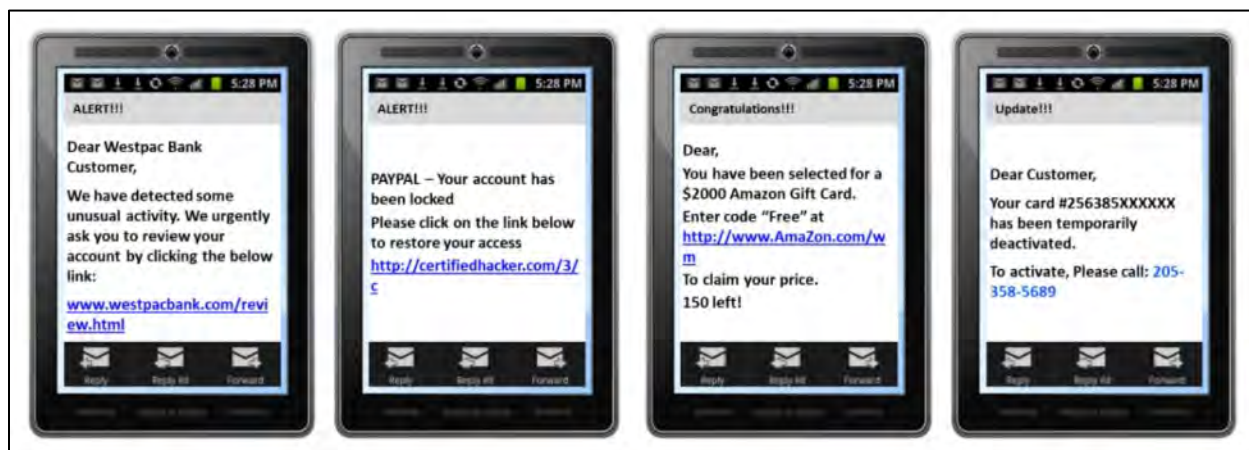 5:28 PM
ALERT!!!
Dear Westpac Bank
Customer,
We have detected some
unusual activity. We urgently
ask you to review your
account by clicking the below
link:
www.westpacbank.com/revi
ew.html
Reply
Reply All
Forward
5:28 PM
ALERT!!!
PAYPAL – Your account has
been locked
Please click on the link below
to restore your access
http://certifiedhacker.com/3/
c
Reply
Reply All
Forward
5:28 PM
Congratulations!!!
Dear,
You have been selected for a
$2000 Amazon Gift Card.
Enter code “Free” at
http://www.AmaZon.com/w
m
To claim your price.
150 left!
Reply
Reply All
Forward
5:28 PM
Update!!!
Dear Customer,
Your card #256385XXXXXX
has been temporarily
deactivated.
To activate, Please call: 205-
358-5689
Reply
Reply All
Forward